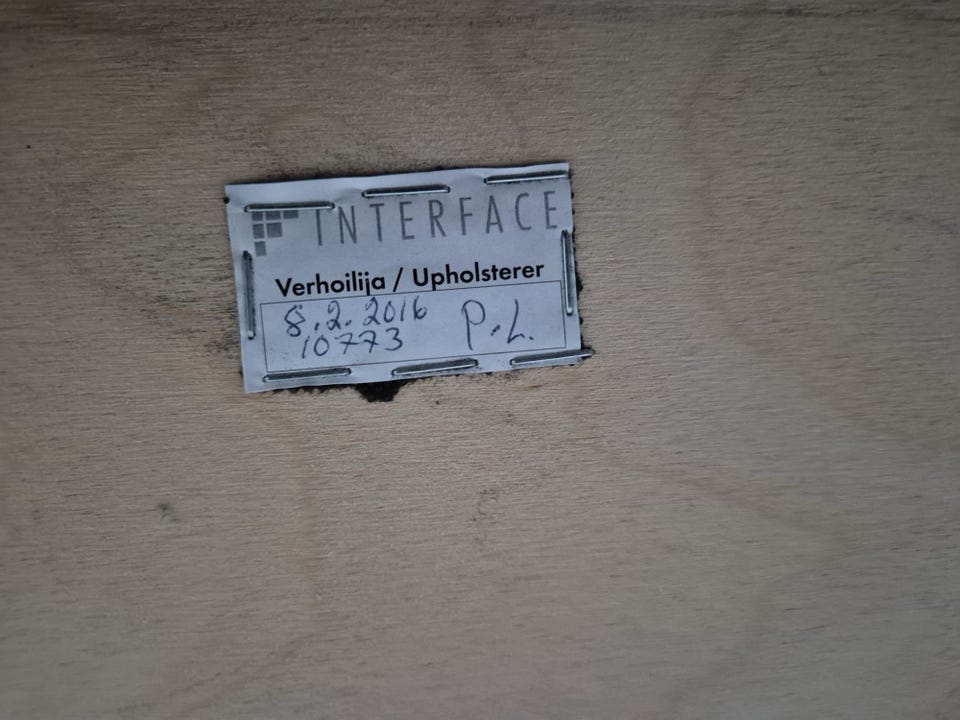 INTERFACE
Verhoilija / Upholsterer
8.2.2016 P.L.
10773